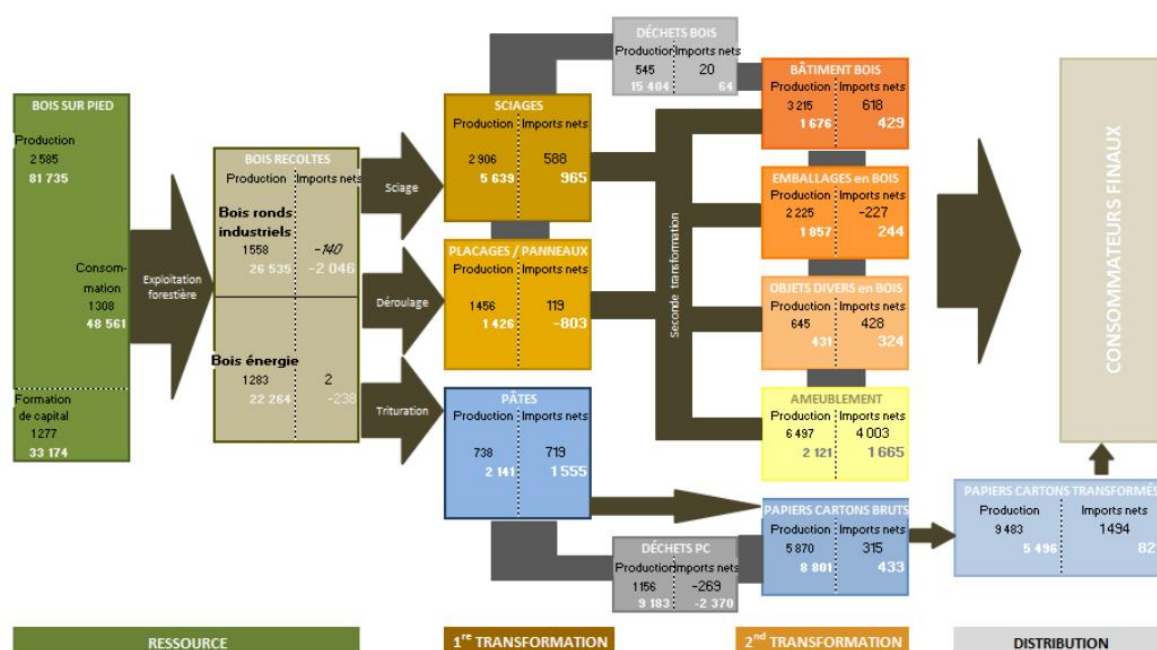 DÉCHETS BOIS
Production Imports nets
545 20
15 404 64
BOIS SUR PIED
Production
2 585
81 735
Consom-
mation
1308
48 561
Formation
de capital
1277
33 174
Exploitation
forestière
BOIS RECOLTES
Production Imports nets
Bois ronds
industriels
1558 -140
26 535 -2 046
Bois énergie
1283 2
22 264 -238
Sciage
Déroulage
Trituration
SCIAGES
Production Imports nets
2 906 588
5 639 965
PLACAGES / PANNEAUX
Production Imports nets
1456 119
1 426 -803
PÂTES
Production Imports nets
738 719
2 141 1 555
DÉCHETS PC
Production Imports nets
1156 -269
9 183 -2 370
Seconde transformation
BÂTIMENT BOIS
Production Imports nets
3 215 618
1 676 429
EMBALLAGES en BOIS
Production Imports nets
2 225 -227
1 857 244
OBJETS DIVERS en BOIS
Production Imports nets
645 428
431 324
AMEUBLEMENT
Production Imports nets
6 497 4 003
2 121 1 665
PAPIERS CARTONS BRUTS
Production Imports nets
5 870 315
8 801 433
CONSOMMATEURS FINAUX
PAPIERS CARTONS TRANSFORMÉS
Production Imports nets
9 483 1494
5 496
RESSOURCE
1re TRANSFORMATION
2nd TRANSFORMATION
DISTRIBUTION